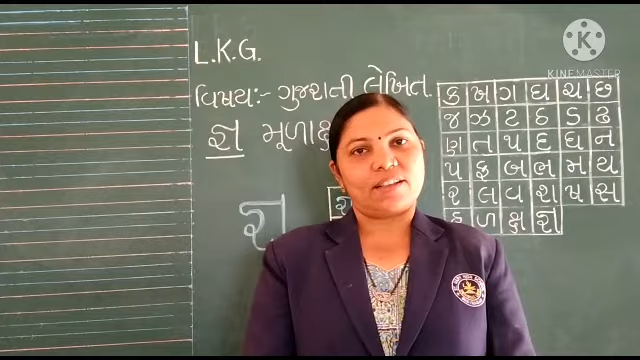 L.K.G.
વિષય:- ગુજરાતી લેખિત.
જ્ઞ મૂળાક્ષ
જ્ઞ
ક ખ ગ ઘ ચ છ
જ ઝ ટ ઠ ડ ઢ
ણ ત થ દ ધ ન
પ ફ બ ભ મ ય
ર લ વ શ ષ સ
હ ળ ક્ષ જ્ઞ
KINEMASTER